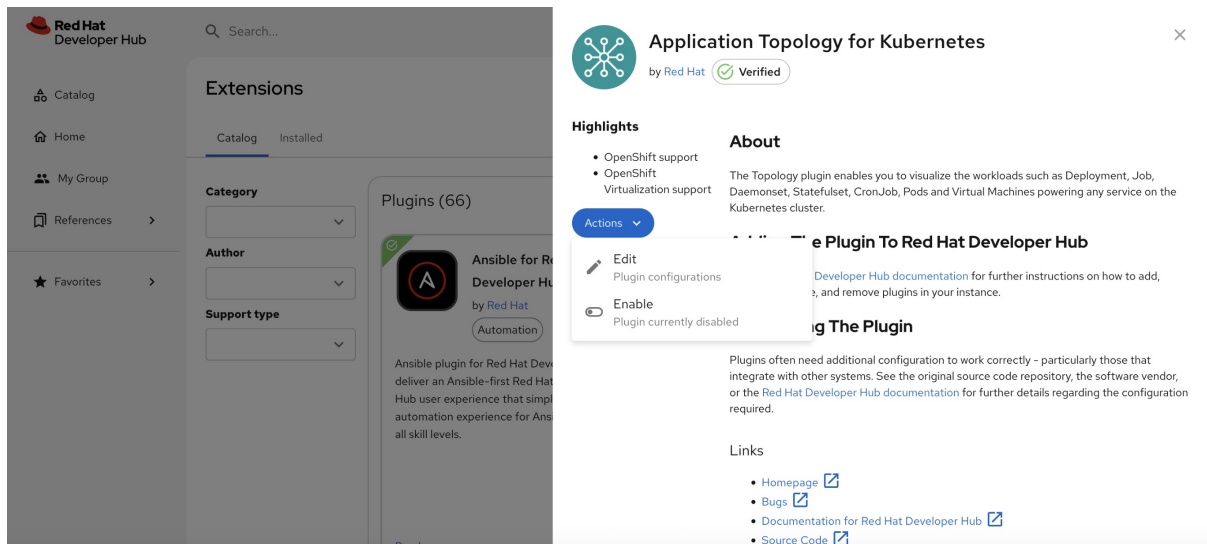 Red Hat
Developer Hub
Search...
Catalog
Home
My Group
References
Favorites
Extensions
Catalog Installed
Category
Author
Support type
Plugins (66)
Ansible for Re
Developer Hu
by Red Hat
Automation
Ansible plugin for Red Hat Deve
deliver an Ansible-first Red Hat
Hub user experience that simpl
automation experience for Ans
all skill levels.
Application Topology for Kubernetes
by Red Hat Verified
Highlights
• OpenShift support
• OpenShift
Virtualization support
Actions
Edit
Plugin configurations
Enable
Plugin currently disabled
About
The Topology plugin enables you to visualize the workloads such as Deployment, Job,
Daemonset, Statefulset, CronJob, Pods and Virtual Machines powering any service on the
Kubernetes cluster.
The Plugin To Red Hat Developer Hub
Developer Hub documentation for further instructions on how to add,
e, and remove plugins in your instance.
g The Plugin
Plugins often need additional configuration to work correctly - particularly those that
integrate with other systems. See the original source code repository, the software vendor,
or the Red Hat Developer Hub documentation for further details regarding the configuration
required.
Links
• Homepage
• Bugs
• Documentation for Red Hat Developer Hub
• Source Code